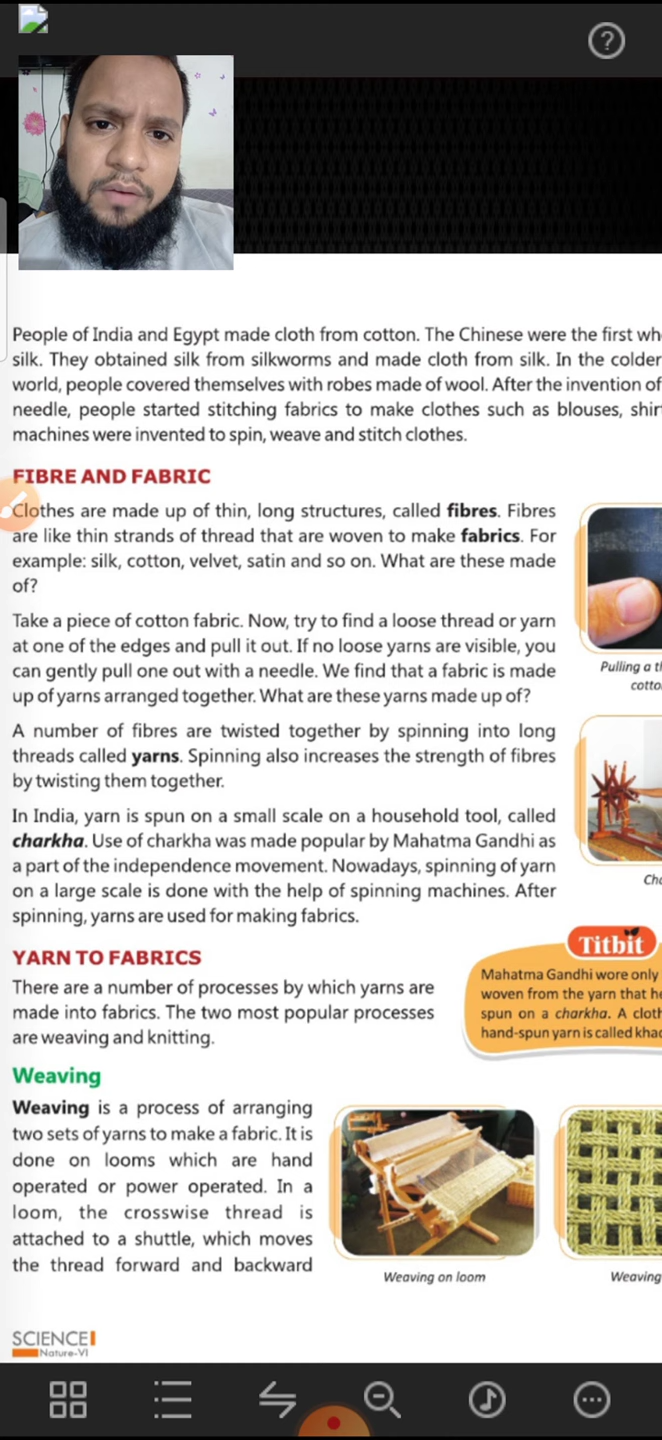 People of India and Egypt made cloth from cotton. The Chinese were the first
silk. They obtained silk from silkworms and made cloth from silk. In the colder
world, people covered themselves with robes made of wool. After the invention of
needle, people started stitching fabrics to make clothes such as blouses,
machines were invented to spin, weave and stitch clothes.
FIBRE AND FABRIC
Clothes are made up of thin, long structures, called fibres. Fibres
are like thin strands of thread that are woven to make fabrics. For
example: silk, cotton, velvet, satin and so on. What are these made
of?
Take a piece of cotton fabric. Now, try to find a loose thread or yarn
at one of the edges and pull it out. If no loose yarns are visible, you
can gently pull one out with a needle. We find that a fabric is made
up of yarns arranged together. What are these yarns made up of?
Pulling a
A number of fibres are twisted together by spinning into long
threads called yarns. Spinning also increases the strength of fibres
by twisting them together.
In India, yarn is spun on a small scale on a household tool, called
charkha. Use of charkha was made popular by Mahatma Gandhi as
a part of the independence movement. Nowadays, spinning of yarn
on a large scale is done with the help of spinning machines. After
spinning, yarns are used for making fabrics.
YARN TO FABRICS
There are a number of processes by which yarns are
made into fabrics. The two most popular processes
are weaving and knitting.
Titbit
Mahatma Gandhi wore only
woven from the yarn that
spun on a charkha. A
hand-spun yarn is called
Weaving
Weaving is a process of arranging
two sets of yarns to make a fabric. It is
done on looms which are hand
operated or power operated. In a
loom, the crosswise thread is
attached to a shuttle, which moves
the thread forward and backward
Weaving on loom
Weaving
SCIENCE
Nature-VI